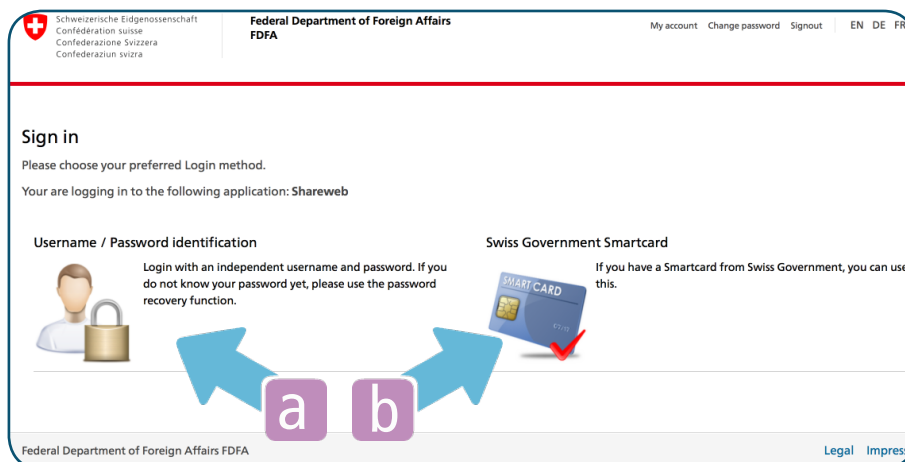 Schweizerische Eidgenossenschaft
Confédération suisse
Confederazione Svizzera
Confederaziun svizra
Federal Department of Foreign Affairs
FDFA
My account Change password Signout EN DE FR
Sign in
Please choose your preferred Login method.
Your are logging in to the following application: Shareweb
Username / Password identification
Login with an independent username and password. If you
do not know your password yet, please use the password
recovery function.
Swiss Government Smartcard
SMART CARD
If you have a Smartcard from Swiss Government, you can use
this.
a b
Federal Department of Foreign Affairs FDFA
Legal Impress